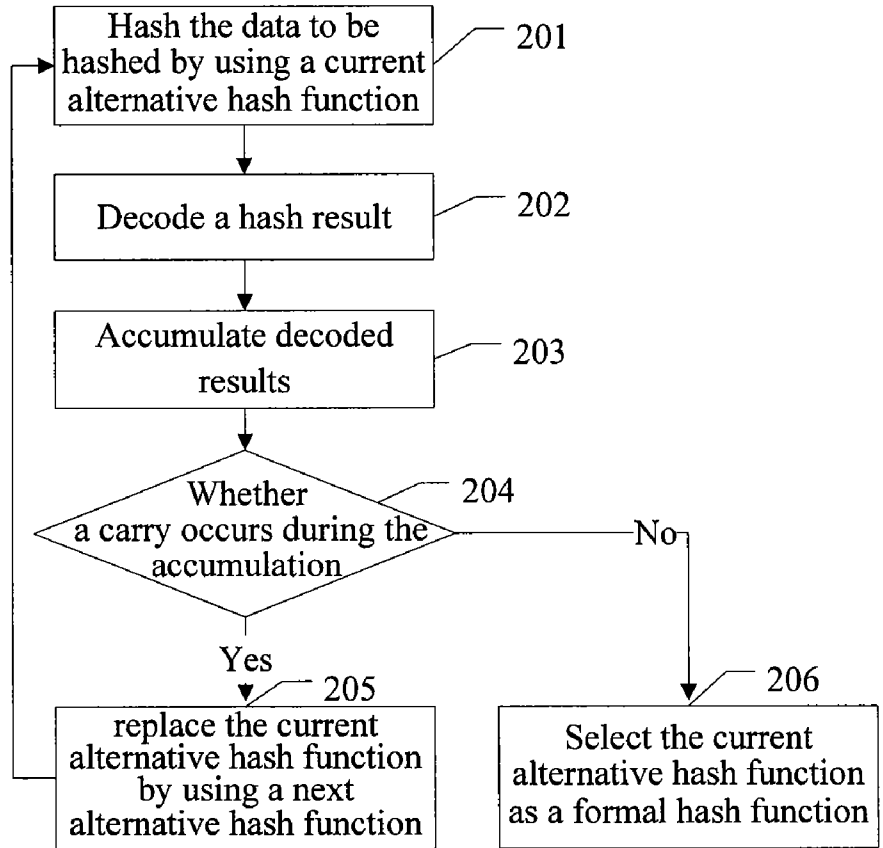 Hash the data to be
hashed by using a current
alternative hash function
201
Decode a hash result
202
Accumulate decoded
results
203
Whether
a carry occurs during the
accumulation
204
No
Yes
205
replace the current
alternative hash function
by using a next
alternative hash function
206
Select the current
alternative hash function
as a formal hash function